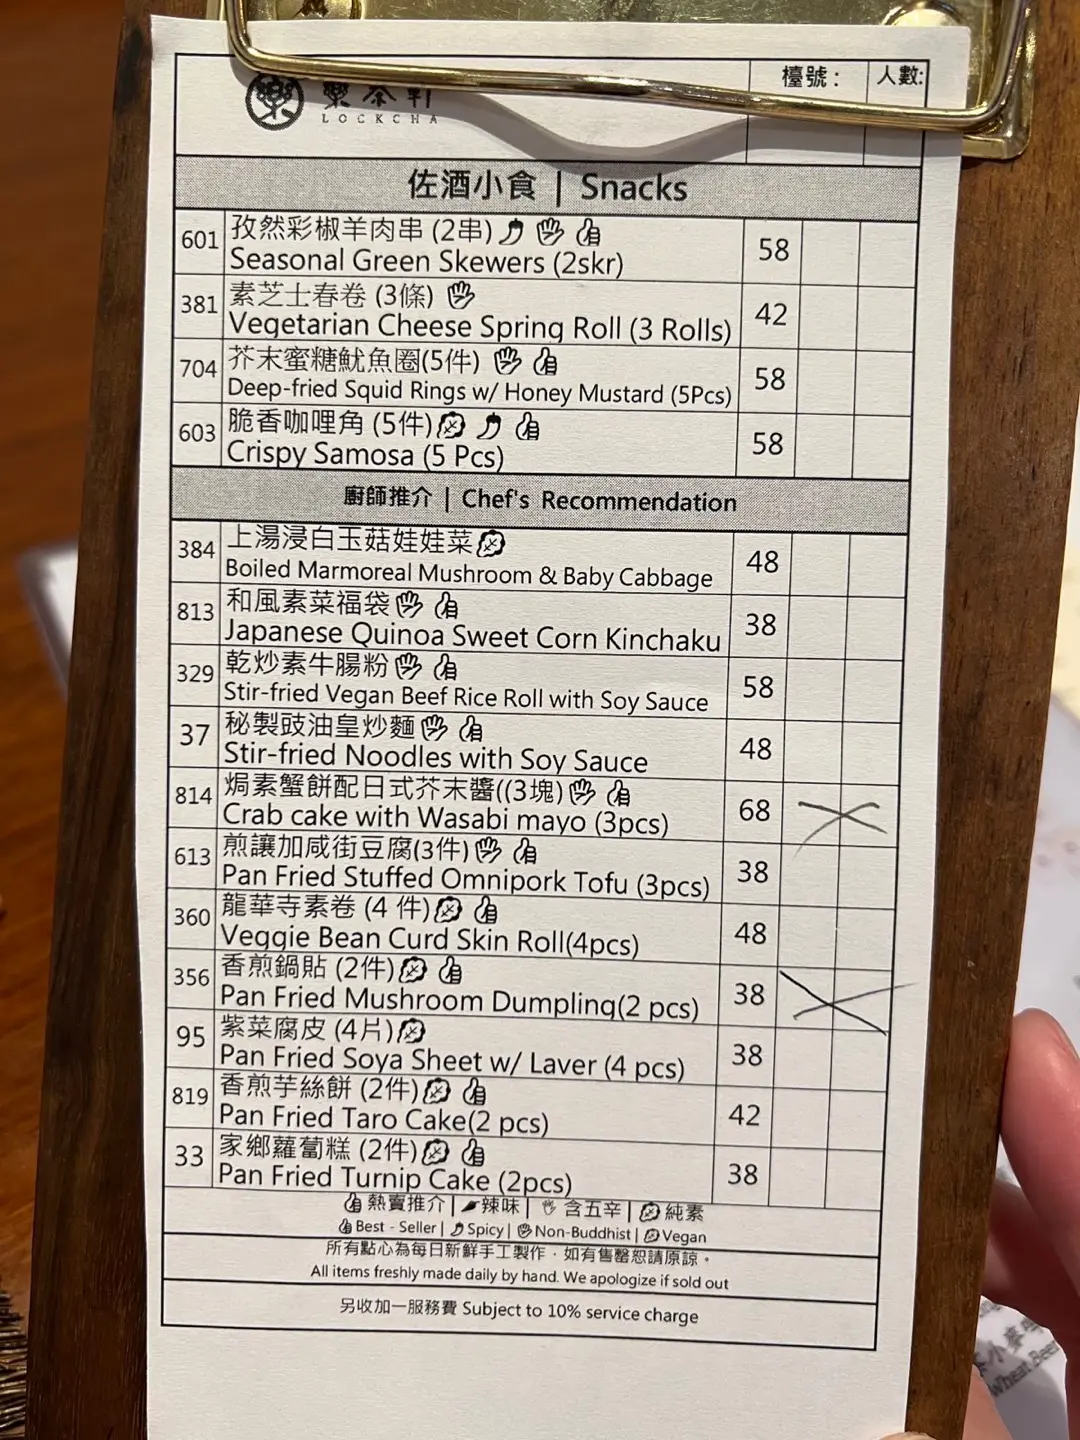 樂茶軒
LOCKCHA
檯號：
人數:
佐酒小食 | Snacks
601 孜然彩椒羊肉串 (2串) 58
Seasonal Green Skewers (2skr)
381 素芝士春卷 (3條) 42
Vegetarian Cheese Spring Roll (3 Rolls)
704 芥末蜜糖魷魚圈(5件) 58
Deep-fried Squid Rings w/ Honey Mustard (5Pcs)
603 脆香咖哩角 (5件) 58
Crispy Samosa (5 Pcs)
廚師推介 | Chef's Recommendation
384 上湯浸白玉菇娃娃菜 48
Boiled Marmoreal Mushroom & Baby Cabbage
813 和風素菜福袋 38
Japanese Quinoa Sweet Corn Kinchaku
329 乾炒素牛腸粉 58
Stir-fried Vegan Beef Rice Roll with Soy Sauce
37 秘製豉油皇炒麵 48
Stir-fried Noodles with Soy Sauce
814 焗素蟹餅配日式芥末醬((3塊) 68
Crab cake with Wasabi mayo (3pcs)
613 煎讓加咸街豆腐(3件) 38
Pan Fried Stuffed Omnipork Tofu (3pcs)
360 龍華寺素卷 (4 件) 48
Veggie Bean Curd Skin Roll(4pcs)
356 香煎鍋貼 (2件) 38
Pan Fried Mushroom Dumpling(2 pcs)
95 紫菜腐皮 (4片) 38
Pan Fried Soya Sheet w/ Laver (4 pcs)
819 香煎芋絲餅 (2件) 42
Pan Fried Taro Cake(2 pcs)
33 家鄉蘿蔔糕 (2件) 38
Pan Fried Turnip Cake (2pcs)
熱賣推介 | 辣味 | 含五辛 | 純素
Best - Seller | Spicy | Non-Buddhist | Vegan
所有點心為每日新鮮手工製作．如有售罄恕請原諒。
All items freshly made daily by hand. We apologize if sold out
另收加一服務費 Subject to 10% service charge
小麥
Wheat Beer